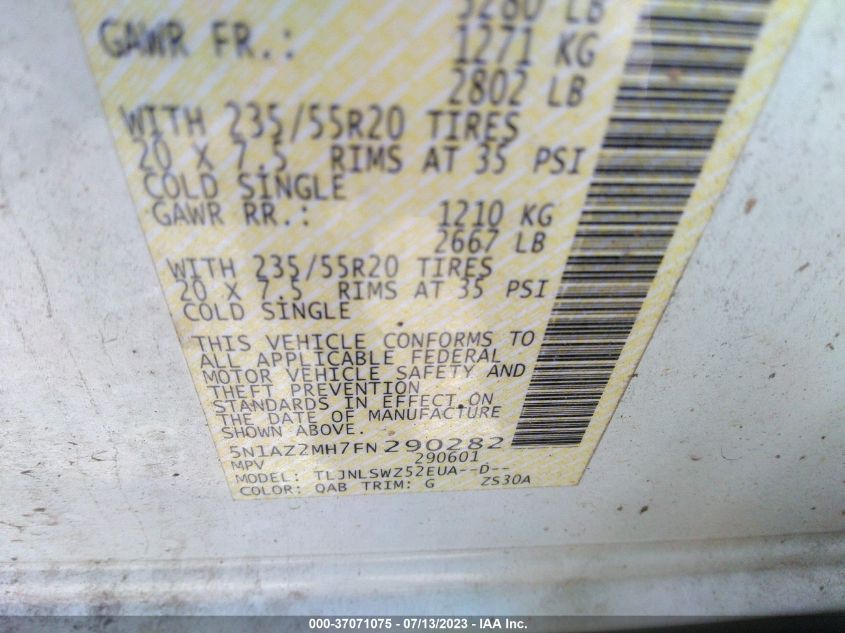 5280 LB
GAWR FR.: 1271 KG
2802 LB
WITH 235/55R20 TIRES
20 X 7.5 RIMS AT 35 PSI
COLD SINGLE
GAWR RR.: 1210 KG
2667 LB
WITH 235/55R20 TIRES
20 X 7.5 RIMS AT 35 PSI
COLD SINGLE
THIS VEHICLE CONFORMS TO
ALL APPLICABLE FEDERAL
MOTOR VEHICLE SAFETY AND
THEFT PREVENTION
STANDARDS IN EFFECT ON
THE DATE OF MANUFACTURE
SHOWN ABOVE.
5N1AZ2MH7FN290282
MPV 290601
MODEL: TLJNLSWZ52EUA--D--
COLOR: QAB TRIM: G ZS30A
000-37071075 - 07/13/2023 - IAA Inc.